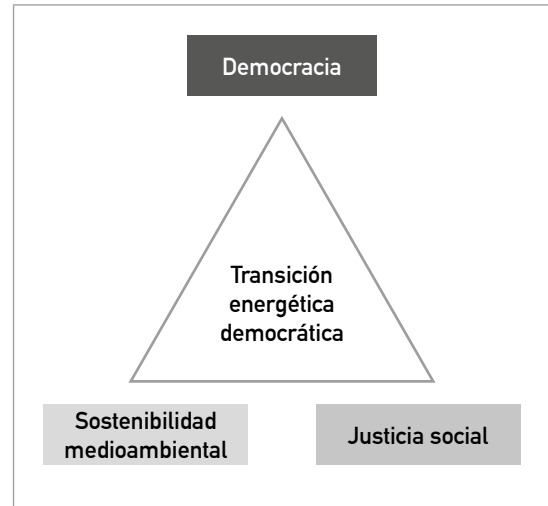 Democracia
Transición
energética
democrática
Sostenibilidad
medioambiental
Justicia social